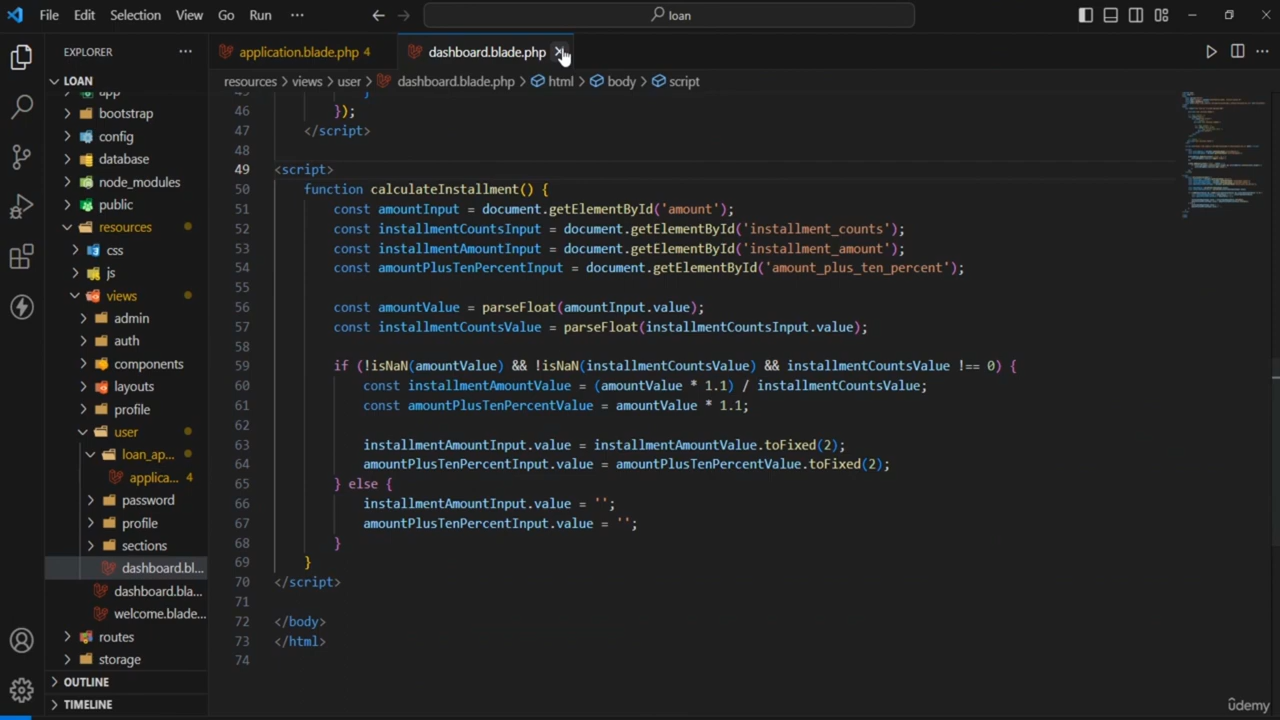 File Edit Selection View Go Run ··· loan
EXPLORER ···
application.blade.php 4
dashboard.blade.php
resources > views > user > dashboard.blade.php > html > body > script
LOAN
app
bootstrap
config
database
node_modules
public
resources
css
js
views
admin
auth
components
layouts
profile
user
loan_ap...
applica... 4
password
profile
sections
dashboard.bl...
dashboard.bla...
welcome.blade...
routes
storage
OUTLINE
TIMELINE
45 }
46 });
47 </script>
48
49 <script>
50 function calculateInstallment() {
51 const amountInput = document.getElementById('amount');
52 const installmentCountsInput = document.getElementById('installment_counts');
53 const installmentAmountInput = document.getElementById('installment_amount');
54 const amountPlusTenPercentInput = document.getElementById('amount_plus_ten_percent');
55
56 const amountValue = parseFloat(amountInput.value);
57 const installmentCountsValue = parseFloat(installmentCountsInput.value);
58
59 if (!isNaN(amountValue) && !isNaN(installmentCountsValue) && installmentCountsValue !== 0) {
60 const installmentAmountValue = (amountValue * 1.1) / installmentCountsValue;
61 const amountPlusTenPercentValue = amountValue * 1.1;
62
63 installmentAmountInput.value = installmentAmountValue.toFixed(2);
64 amountPlusTenPercentInput.value = amountPlusTenPercentValue.toFixed(2);
65 } else {
66 installmentAmountInput.value = '';
67 amountPlusTenPercentInput.value = '';
68 }
69 }
70 </script>
71
72 </body>
73 </html>
74
ûdemy